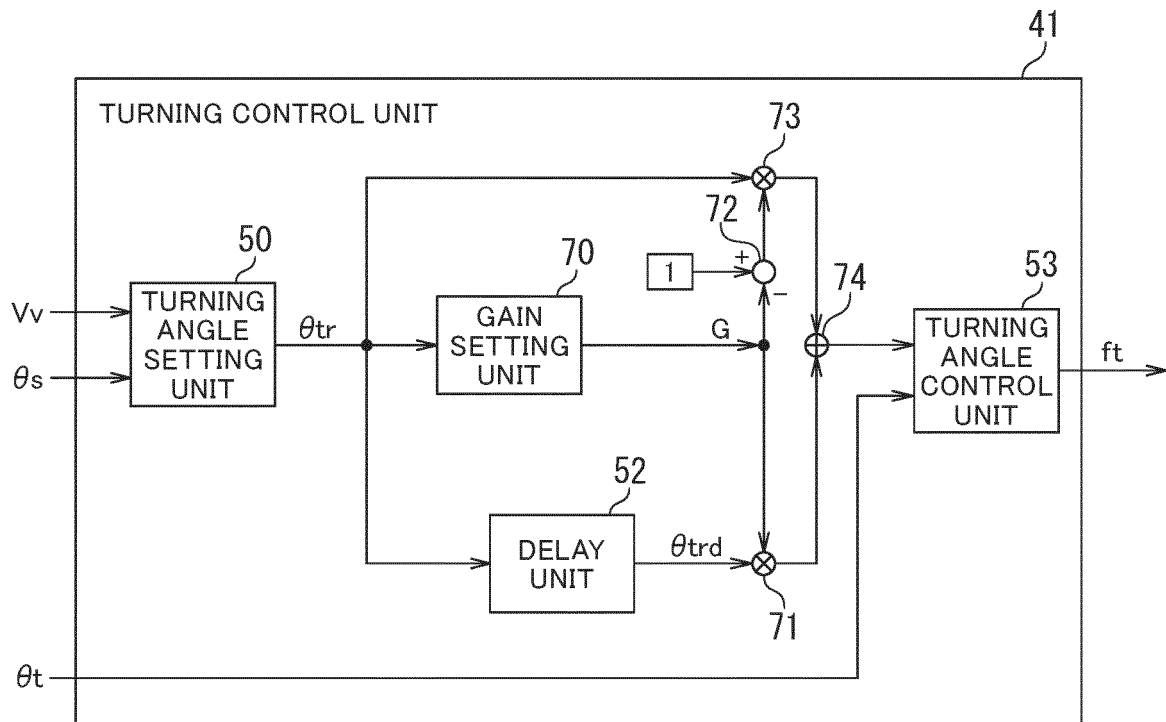 41
TURNING CONTROL UNIT
73
72
50
70
1
+
−
74
53
Vv
θs
TURNING
ANGLE
SETTING
UNIT
θtr
GAIN
SETTING
UNIT
G
TURNING
ANGLE
CONTROL
UNIT
ft
52
DELAY
UNIT
θtrd
71
θt